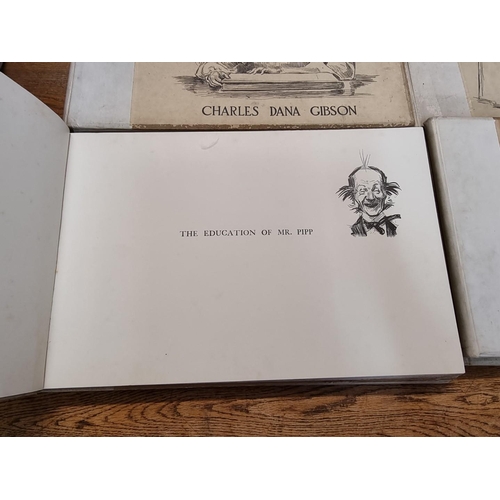 CHARLES DANA GIBSON
THE EDUCATION OF MR. PIPP